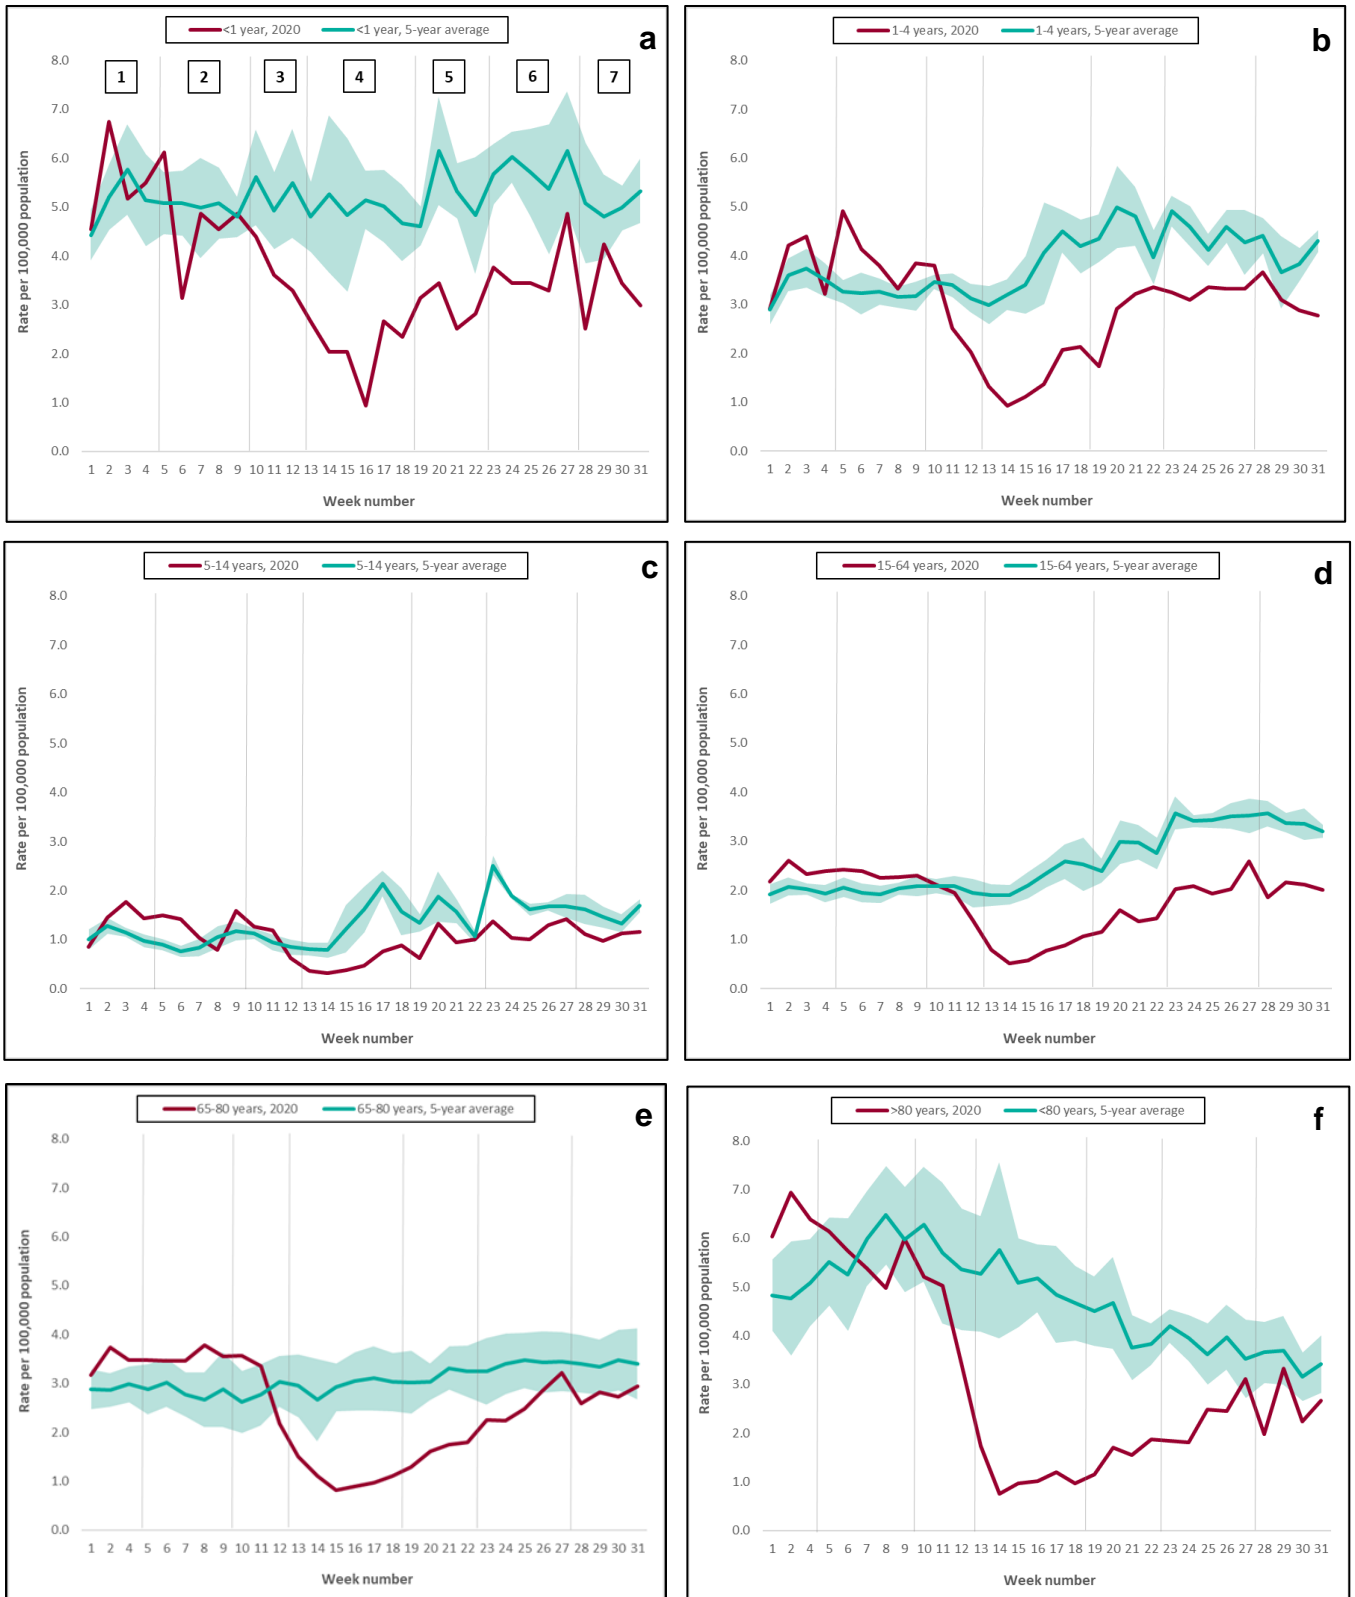 <1 year, 2020 <1 year, 5-year average
a
8.0
1 2 3 4 5 6 7
7.0
6.0
5.0
4.0
3.0
2.0
1.0
0.0
Rate per 100,000 population
1 2 3 4 5 6 7 8 9 10 11 12 13 14 15 16 17 18 19 20 21 22 23 24 25 26 27 28 29 30 31
Week number
1-4 years, 2020 1-4 years, 5-year average
b
8.0
7.0
6.0
5.0
4.0
3.0
2.0
1.0
0.0
Rate per 100,000 population
1 2 3 4 5 6 7 8 9 10 11 12 13 14 15 16 17 18 19 20 21 22 23 24 25 26 27 28 29 30 31
Week number
5-14 years, 2020 5-14 years, 5-year average
c
8.0
7.0
6.0
5.0
4.0
3.0
2.0
1.0
0.0
Rate per 100,000 population
1 2 3 4 5 6 7 8 9 10 11 12 13 14 15 16 17 18 19 20 21 22 23 24 25 26 27 28 29 30 31
Week number
15-64 years, 2020 15-64 years, 5-year average
d
8.0
7.0
6.0
5.0
4.0
3.0
2.0
1.0
0.0
Rate per 100,000 population
1 2 3 4 5 6 7 8 9 10 11 12 13 14 15 16 17 18 19 20 21 22 23 24 25 26 27 28 29 30 31
Week number
65-80 years, 2020 65-80 years, 5-year average
e
8.0
7.0
6.0
5.0
4.0
3.0
2.0
1.0
0.0
Rate per 100,000 population
1 2 4 5 6 7 8 9 10 11 12 13 14 15 16 17 18 19 20 21 22 23 24 25 26 27 28 29 30 31
Week number
>80 years, 2020 <80 years, 5-year average
f
8.0
7.0
6.0
5.0
4.0
3.0
2.0
1.0
0.0
Rate per 100,000 population
1 2 4 5 6 7 8 9 10 11 12 13 14 15 16 17 18 19 20 21 22 23 24 25 26 27 28 29 30 31
Week number